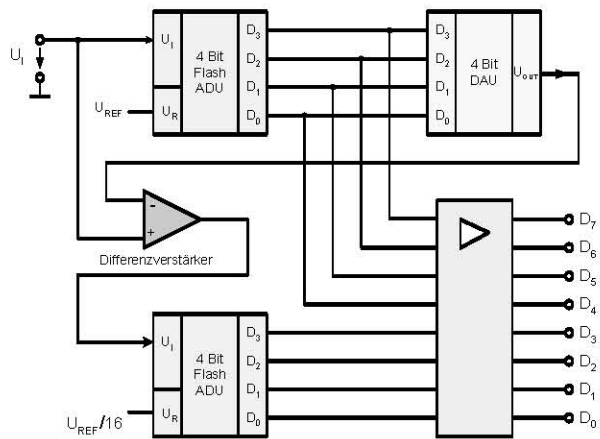 U_I
U_I
4 Bit
Flash
ADU
D_3
D_2
D_1
D_0
U_REF
U_R
D_3
D_2
D_1
D_0
4 Bit
DAU
U_OUT
-
+
Differenzverstärker
D_7
D_6
D_5
D_4
D_3
D_2
D_1
D_0
U_I
4 Bit
Flash
ADU
D_3
D_2
D_1
D_0
U_REF/16
U_R